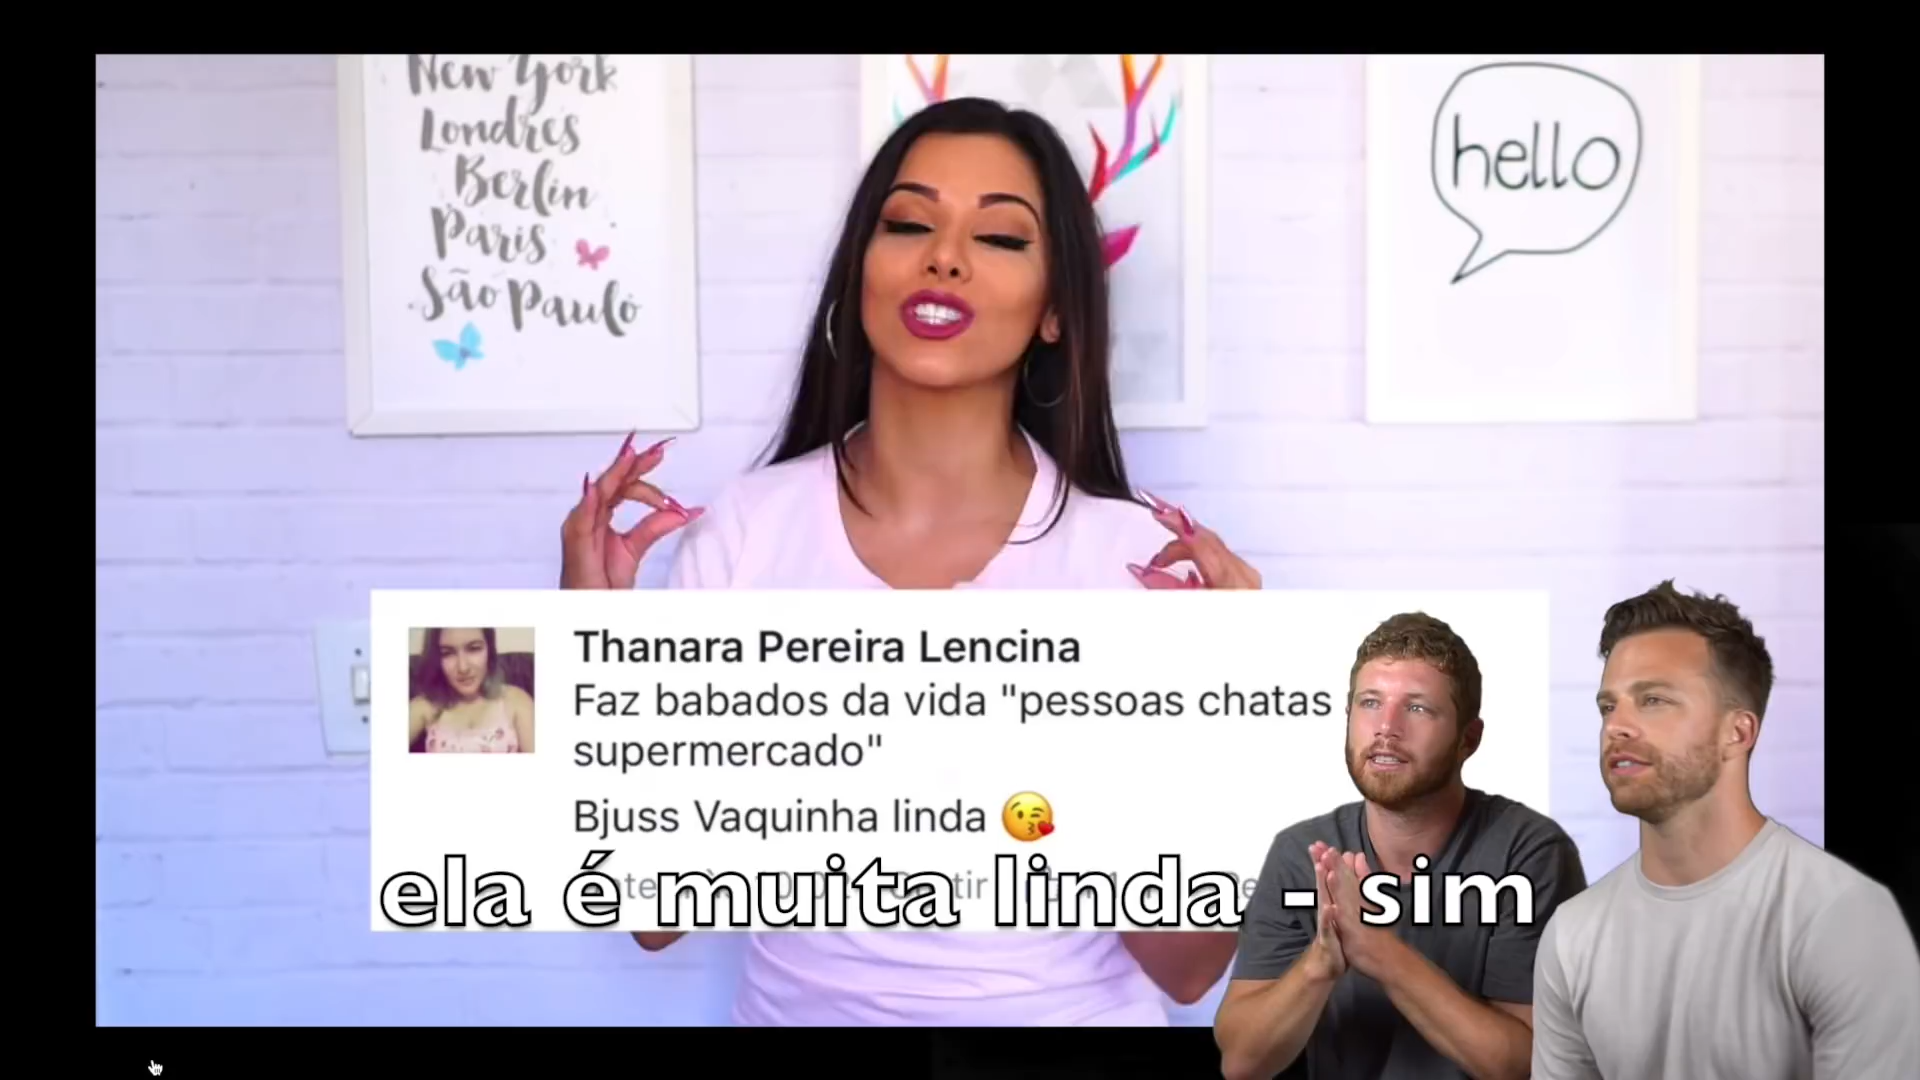 New York
Londres
Berlin
Paris
São Paulo
hello
Thanara Pereira Lencina
Faz babados da vida "pessoas chatas
supermercado"
Bjuss Vaquinha linda 😘
ela é muita linda - sim